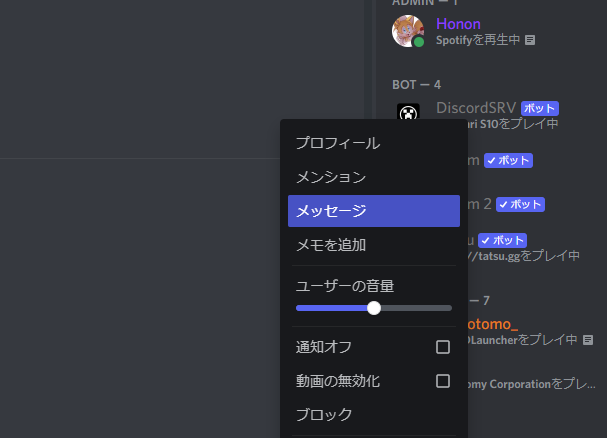 ADMIN — 1
Honon
Spotifyを再生中
BOT — 4
DiscordSRV ボット
ari S10をプレイ中
プロフィール
m ✓ボット
メンション
メッセージ
m 2 ✓ボット
メモを追加
u ✓ボット
//tatsu.ggをプレイ中
ユーザーの音量
— 7
otomo_
Launcherをプレイ中
通知オフ
動画の無効化
omy Corporationをプレ...
ブロック